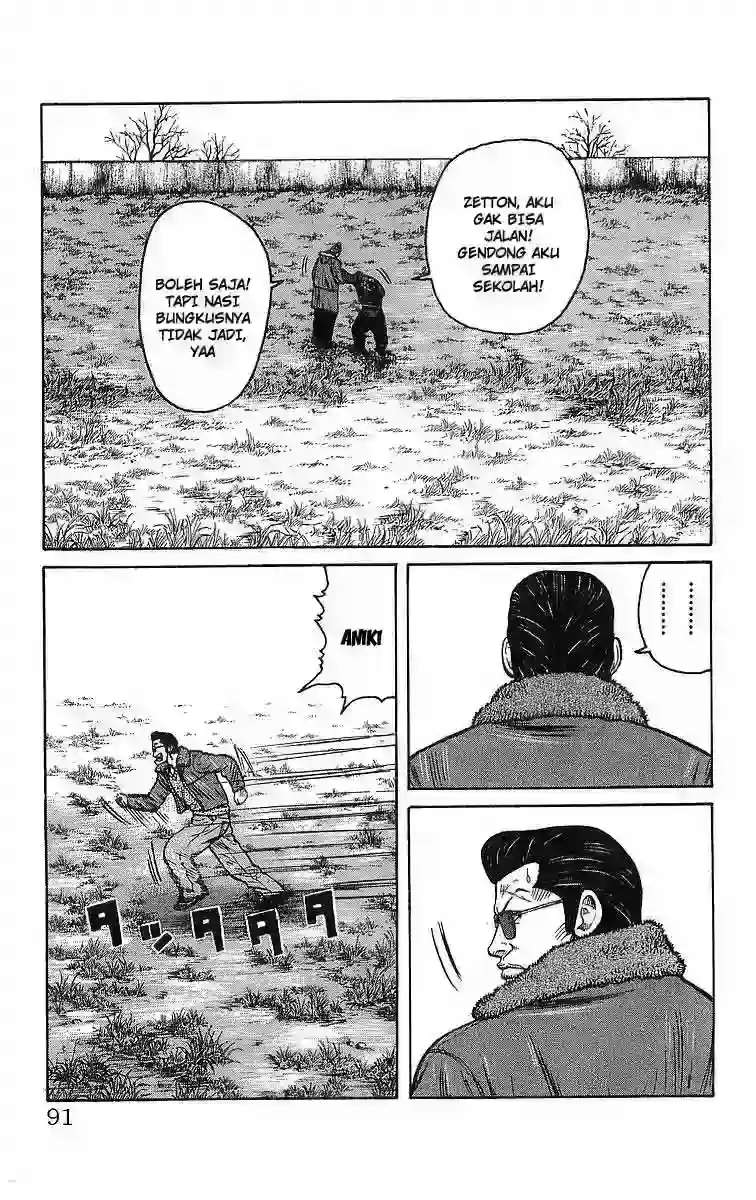 ZETTON, AKU
GAK BISA
JALAN!
GENDONG AKU
SAMPAI
SEKOLAH!
BOLEH SAJA!
TAPI NASI
BUNGKUSNYA
TIDAK JADI,
YAA
........
........
ANIKI
タッタタタ
91